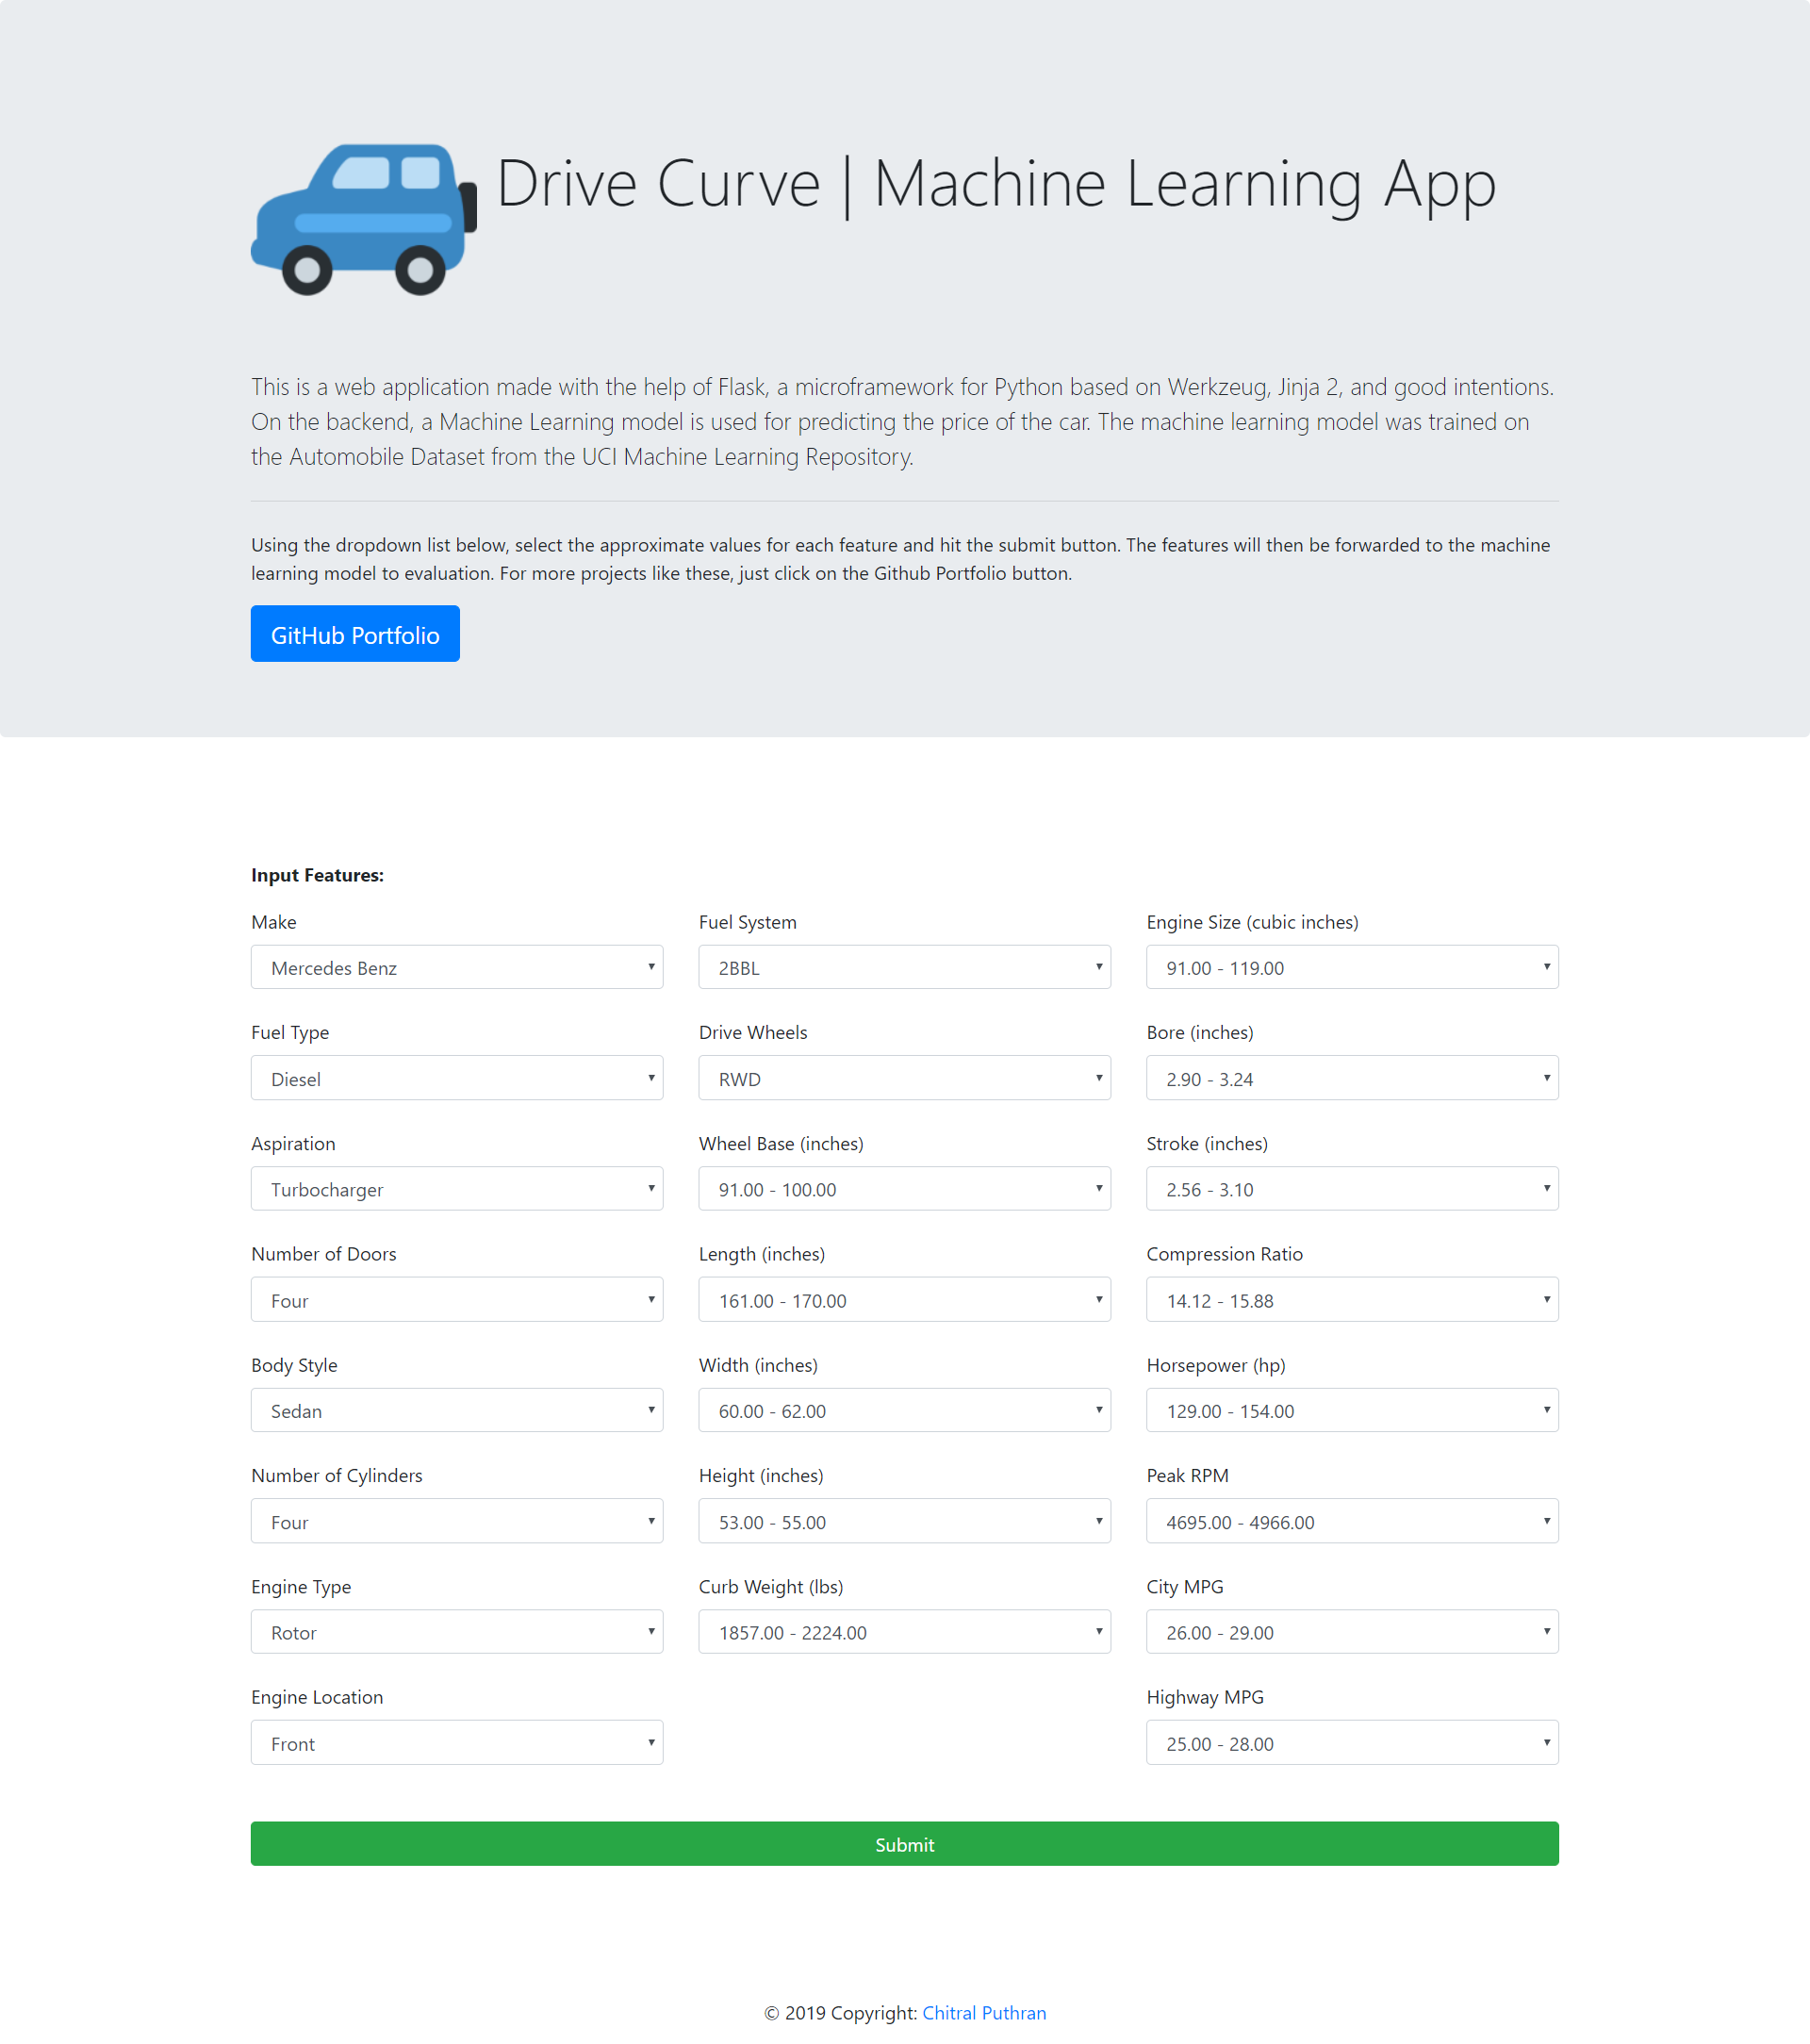 Drive Curve | Machine Learning App
This is a web application made with the help of Flask, a microframework for Python based on Werkzeug, Jinja 2, and good intentions.
On the backend, a Machine Learning model is used for predicting the price of the car. The machine learning model was trained on
the Automobile Dataset from the UCI Machine Learning Repository.
Using the dropdown list below, select the approximate values for each feature and hit the submit button. The features will then be forwarded to the machine
learning model to evaluation. For more projects like these, just click on the Github Portfolio button.
GitHub Portfolio
Input Features:
Make
Mercedes Benz
Fuel Type
Diesel
Aspiration
Turbocharger
Number of Doors
Four
Body Style
Sedan
Number of Cylinders
Four
Engine Type
Rotor
Engine Location
Front
Fuel System
2BBL
Drive Wheels
RWD
Wheel Base (inches)
91.00 - 100.00
Length (inches)
161.00 - 170.00
Width (inches)
60.00 - 62.00
Height (inches)
53.00 - 55.00
Curb Weight (lbs)
1857.00 - 2224.00
Engine Size (cubic inches)
91.00 - 119.00
Bore (inches)
2.90 - 3.24
Stroke (inches)
2.56 - 3.10
Compression Ratio
14.12 - 15.88
Horsepower (hp)
129.00 - 154.00
Peak RPM
4695.00 - 4966.00
City MPG
26.00 - 29.00
Highway MPG
25.00 - 28.00
Submit
© 2019 Copyright: Chitral Puthran